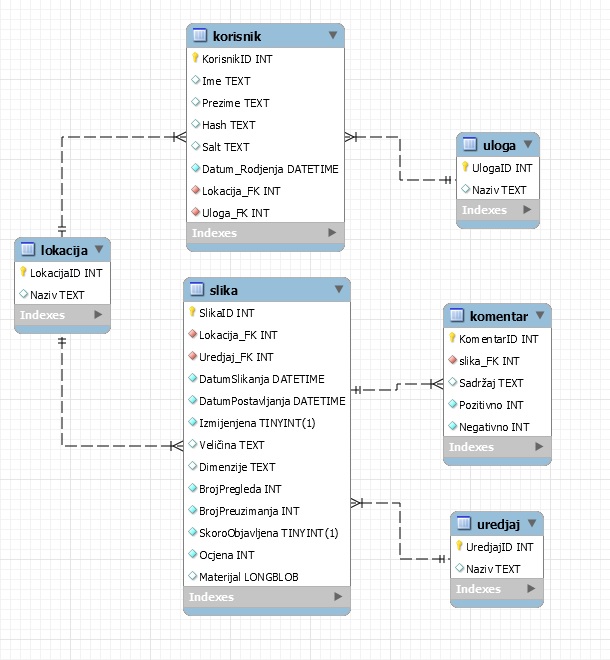 korisnik
KorisnikID INT
Ime TEXT
Prezime TEXT
Hash TEXT
Salt TEXT
Datum_Rodjenja DATETIME
Lokacija_FK INT
Uloga_FK INT
Indexes
uloga
UlogaID INT
Naziv TEXT
Indexes
lokacija
LokacijaID INT
Naziv TEXT
Indexes
slika
SlikaID INT
Lokacija_FK INT
Uredjaj_FK INT
DatumSlikanja DATETIME
DatumPostavljanja DATETIME
Izmijenjena TINYINT(1)
Veličina TEXT
Dimenzije TEXT
BrojPregleda INT
BrojPreuzimanja INT
SkoroObjavljena TINYINT(1)
Ocjena INT
Materijal LONGBLOB
Indexes
komentar
KomentarID INT
slika_FK INT
Sadržaj TEXT
Pozitivno INT
Negativno INT
Indexes
uredjaj
UredjajID INT
Naziv TEXT
Indexes